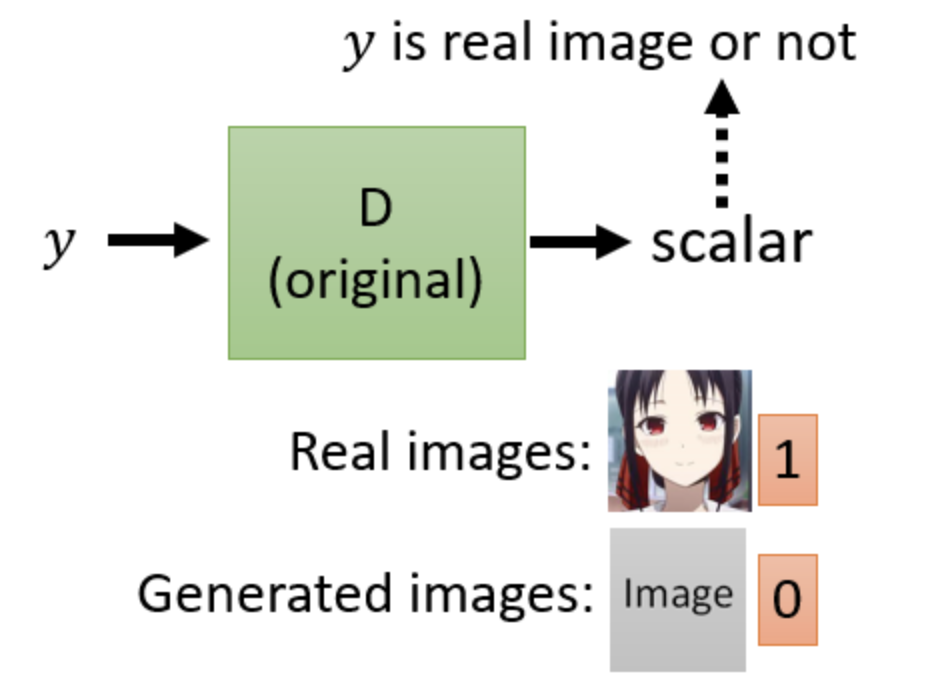 y is real image or not
D
(original)
y
scalar
Real images:
1
Generated images:
Image
0